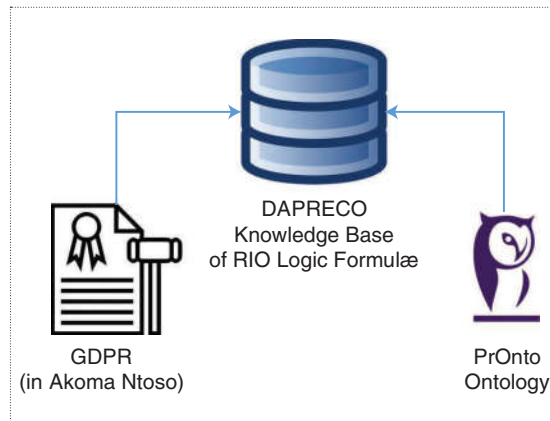 DAPRECO
Knowledge Base
of RIO Logic Formulæ
GDPR
(in Akoma Ntoso)
PrOnto
Ontology